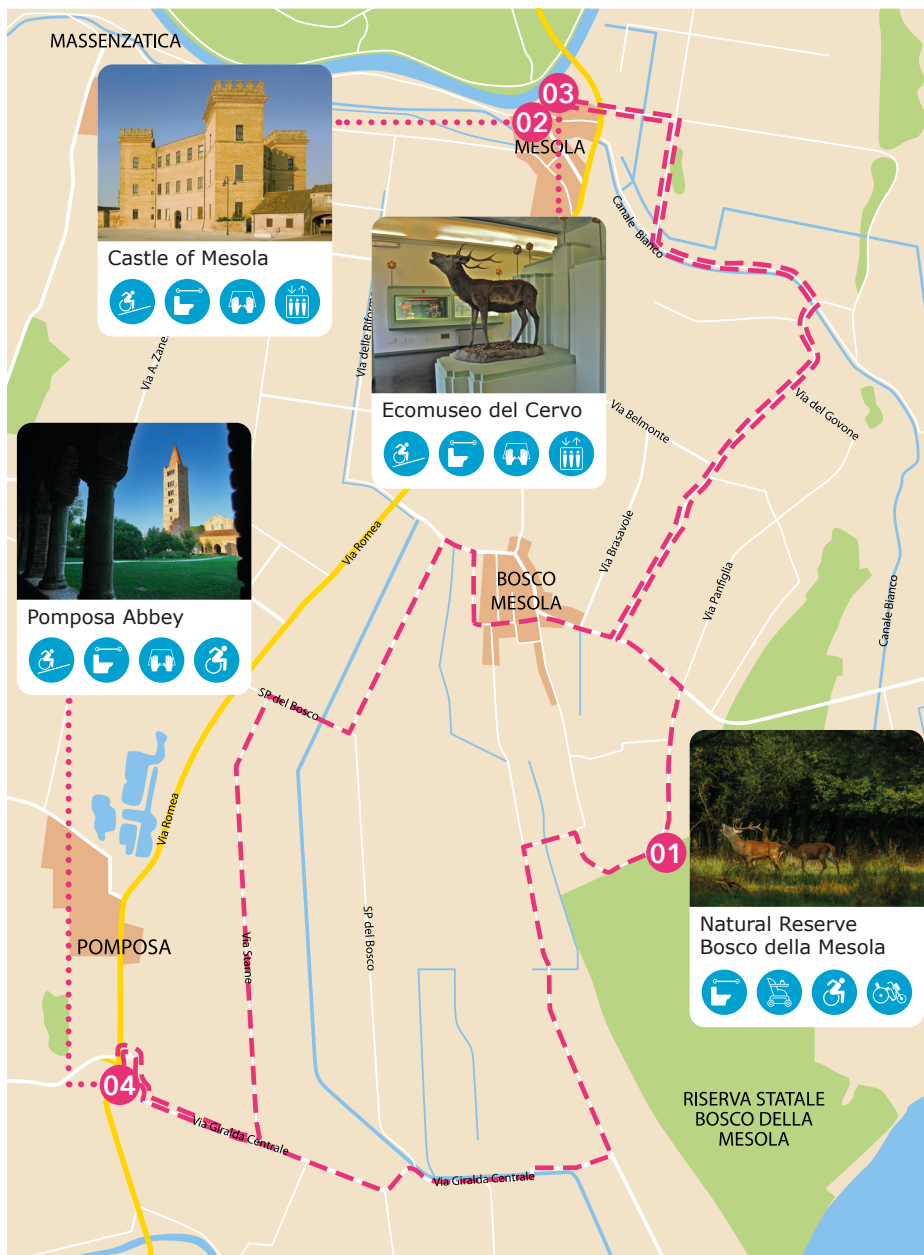 MASSENZATICA
03
02
MESOLA
Castle of Mesola
Canale Bianco
Via delle Riforme
Via A. Zane
Ecomuseo del Cervo
Via Belmonte
Via del Govone
Pomposa Abbey
Via Romea
Via Brasavole
BOSCO
MESOLA
Via Panfiglia
Canale Bianco
SP del Bosco
Via Romea
01
Natural Reserve
Bosco della Mesola
POMPOSA
Via Starne
SP del Bosco
04
Via Giralda Centrale
Via Giralda Centrale
RISERVA STATALE
BOSCO DELLA
MESOLA